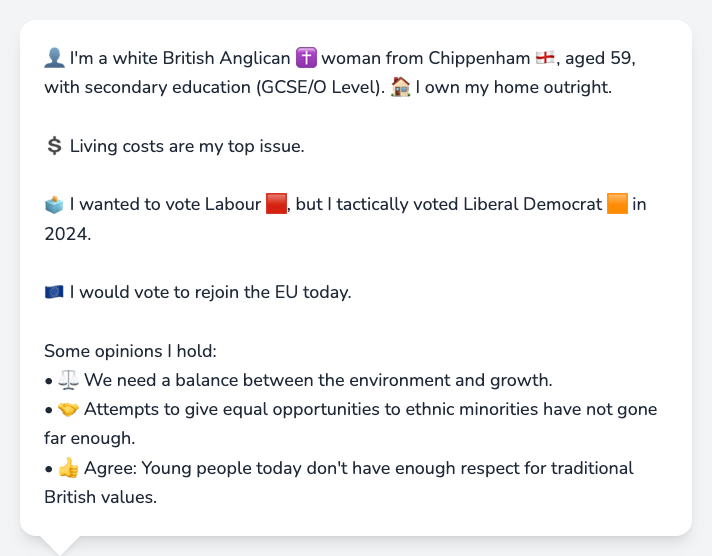 👤 I'm a white British Anglican ✝️ woman from Chippenham 🏴󠁧󠁢󠁥󠁮󠁧󠁿, aged 59,
with secondary education (GCSE/O Level). 🏠 I own my home outright.
💲 Living costs are my top issue.
🗳️ I wanted to vote Labour 🟥, but I tactically voted Liberal Democrat 🟧 in
2024.
🇪🇺 I would vote to rejoin the EU today.
Some opinions I hold:
• ⚖️ We need a balance between the environment and growth.
• 🤝 Attempts to give equal opportunities to ethnic minorities have not gone
far enough.
• 👍 Agree: Young people today don't have enough respect for traditional
British values.